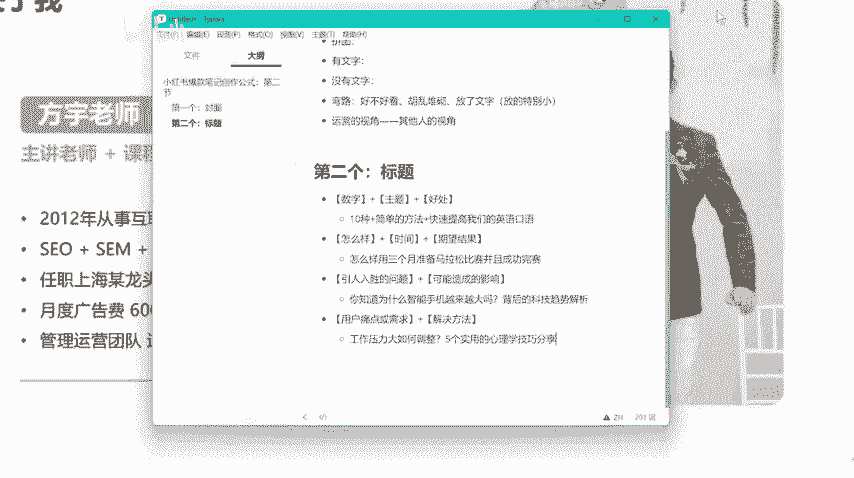 方宇老师
主讲老师 + 课程
2012年从事互联
SEO + SEM +
任职上海某龙头
月度广告费 600
管理运营团队
Untitled - Typora
文件(F) 编辑(E) 段落(P) 格式(O) 视图(V) 主题(T) 帮助(H)
文件 大纲
小红书爆款笔记创作公式：第二节
第一个：封面
第二个：标题
拼图：
有文字：
没有文字：
弯路：好不好看、胡乱堆砌、放了文字（放的特别小）
运营的视角-----其他人的视角
第二个：标题
【数字】+【主题】+【好处】
10种+简单的方法+快速提高我们的英语口语
【怎么样】+【时间】+【期望结果】
怎么样用三个月准备马拉松比赛并且成功完赛
【引人入胜的问题】+【可能造成的影响】
你知道为什么智能手机越来越大吗？背后的科技趋势解析
【用户痛点或需求】+【解决方法】
工作压力大如何调整？5个实用的心理学技巧分享
ZH 201 词